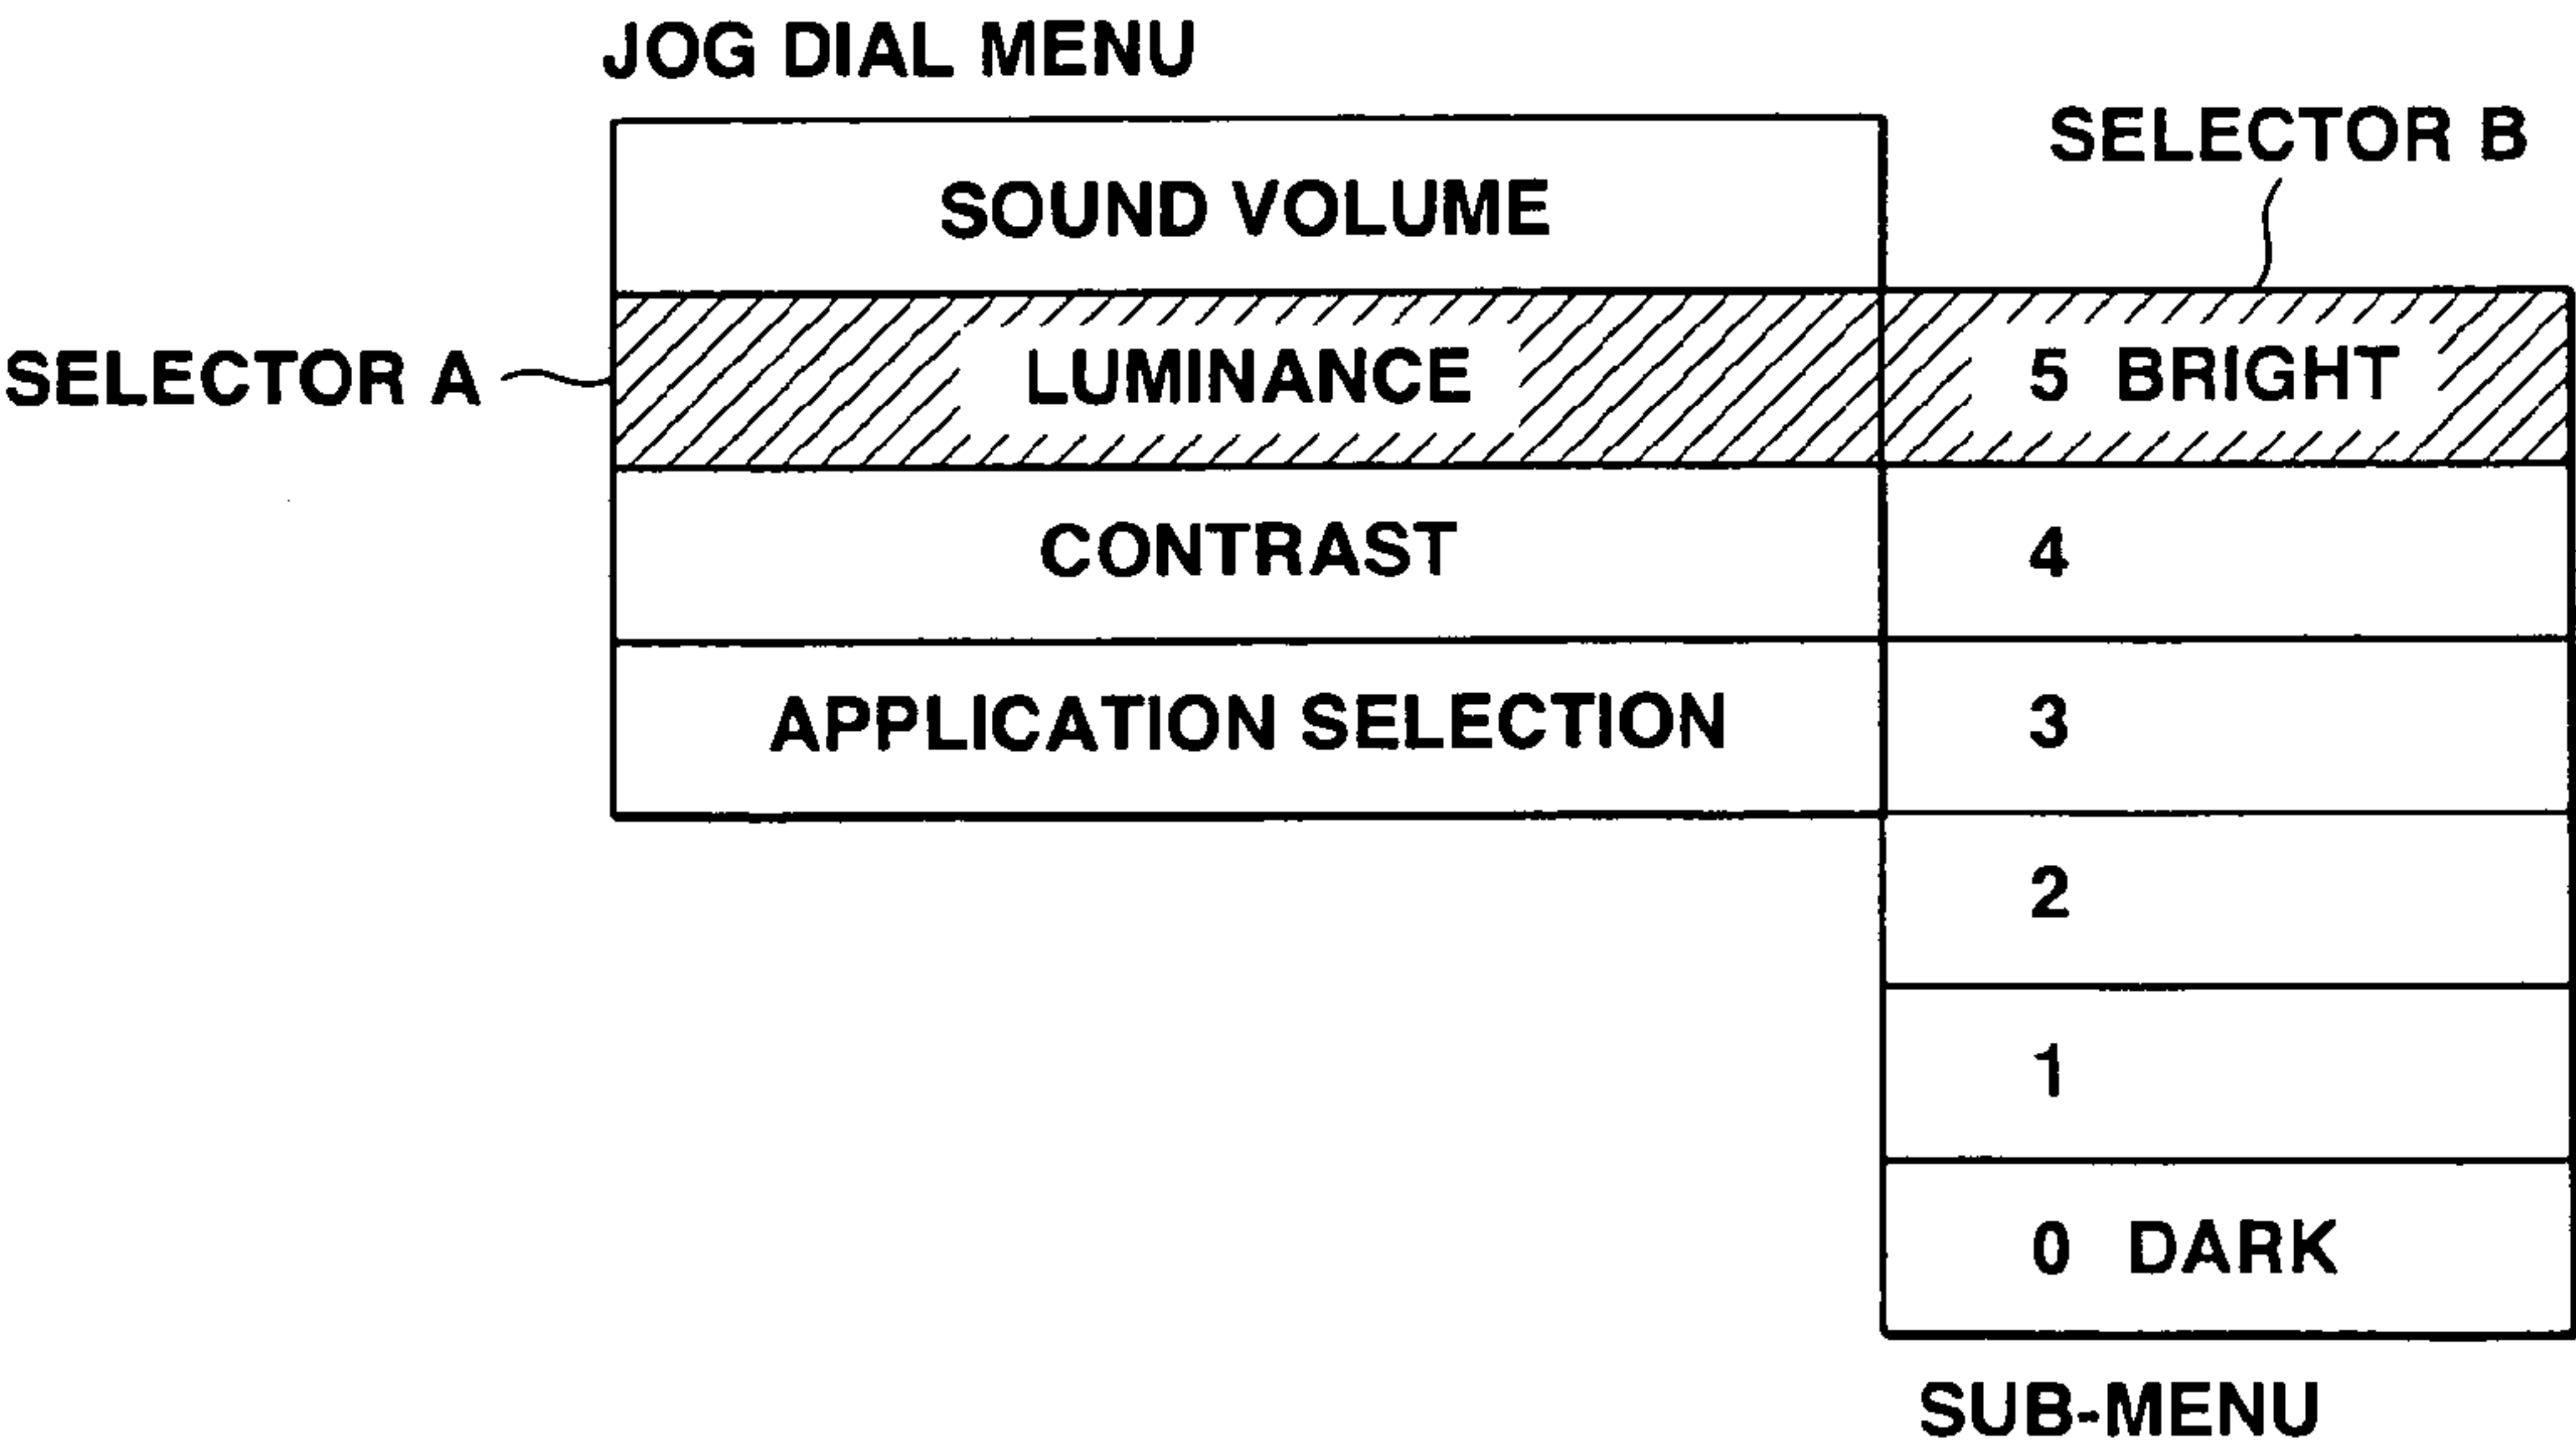 JOG DIAL MENU
SELECTOR B
SOUND VOLUME
SELECTOR A
LUMINANCE
5 BRIGHT
CONTRAST
4
APPLICATION SELECTION
3
2
1
0 DARK
SUB-MENU